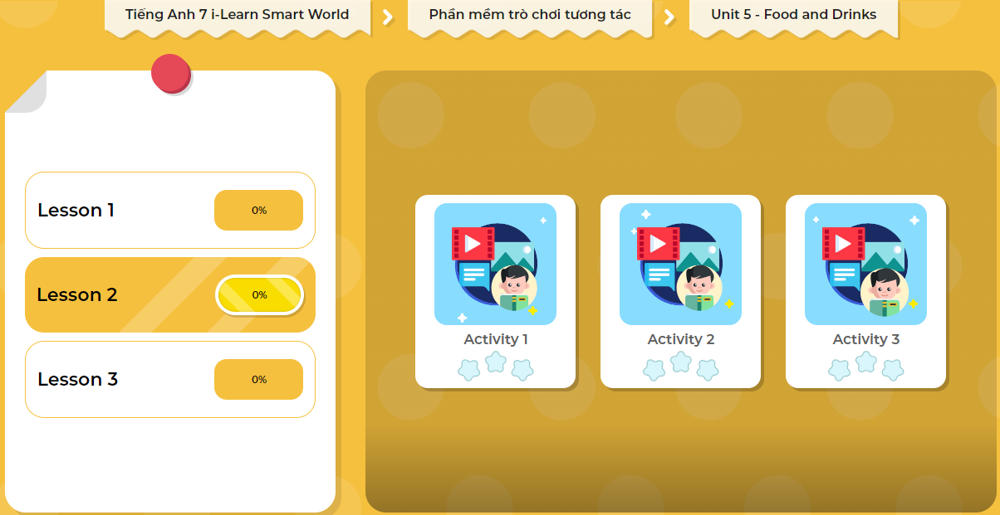 Tiếng Anh 7 i-Learn Smart World
Phần mềm trò chơi tương tác
Unit 5 - Food and Drinks
Lesson 1
0%
Lesson 2
0%
Lesson 3
0%
Activity 1
Activity 2
Activity 3